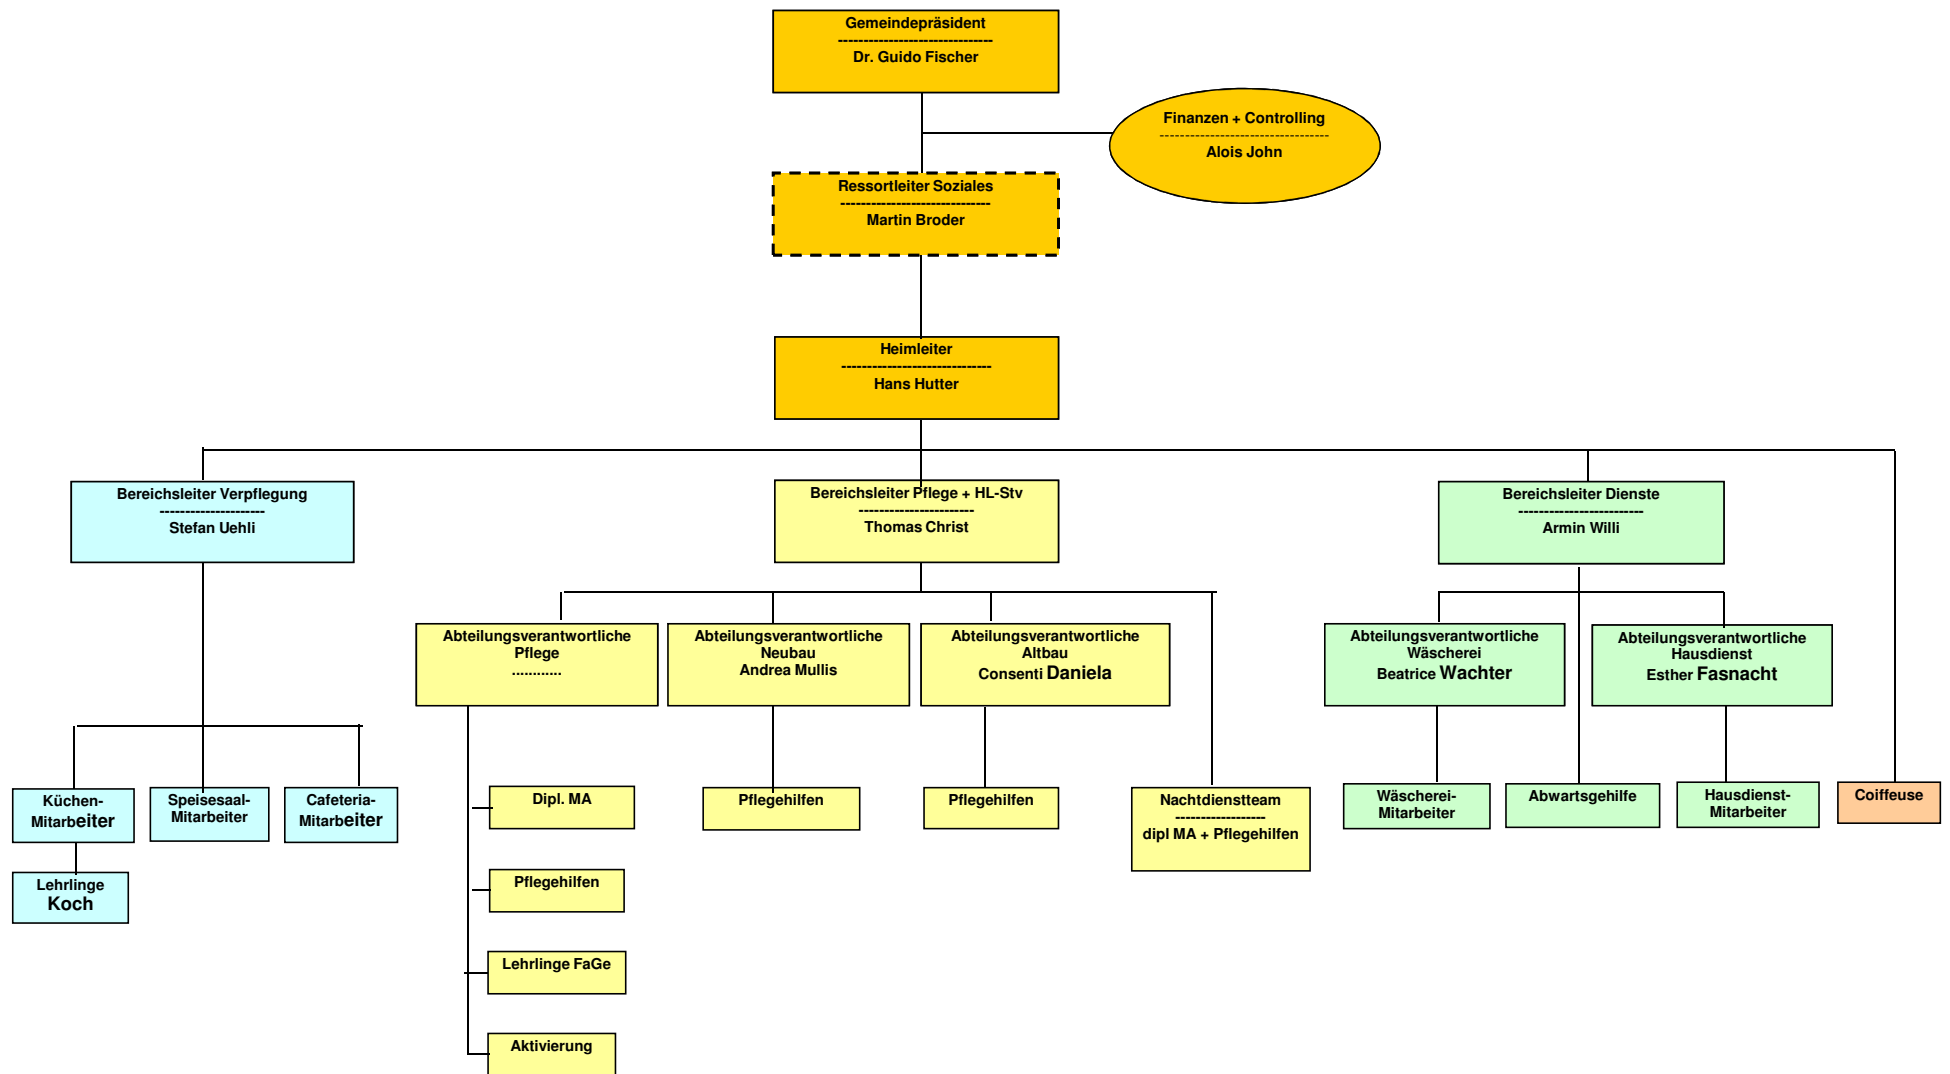 Gemeindepräsident
-------------------------------
Dr. Guido Fischer
Finanzen + Controlling
----------------------------------
Alois John
Ressortleiter Soziales
------------------------------
Martin Broder
Heimleiter
------------------------------
Hans Hutter
Bereichsleiter Verpflegung
---------------------
Stefan Uehli
Bereichsleiter Pflege + HL-Stv
-----------------------
Thomas Christ
Bereichsleiter Dienste
-------------------------
Armin Willi
Abteilungsverantwortliche
Pflege
............
Abteilungsverantwortliche
Neubau
Andrea Mullis
Abteilungsverantwortliche
Altbau
Consenti Daniela
Abteilungsverantwortliche
Wäscherei
Beatrice Wachter
Abteilungsverantwortliche
Hausdienst
Esther Fasnacht
Küchen-
Mitarbeiter
Speisesaal-
Mitarbeiter
Cafeteria-
Mitarbeiter
Dipl. MA
Pflegehilfen
Pflegehilfen
Nachtdienstteam
------------------
dipl MA + Pflegehilfen
Wäscherei-
Mitarbeiter
Abwartsgehilfe
Hausdienst-
Mitarbeiter
Coiffeuse
Lehrlinge
Koch
Pflegehilfen
Lehrlinge FaGe
Aktivierung